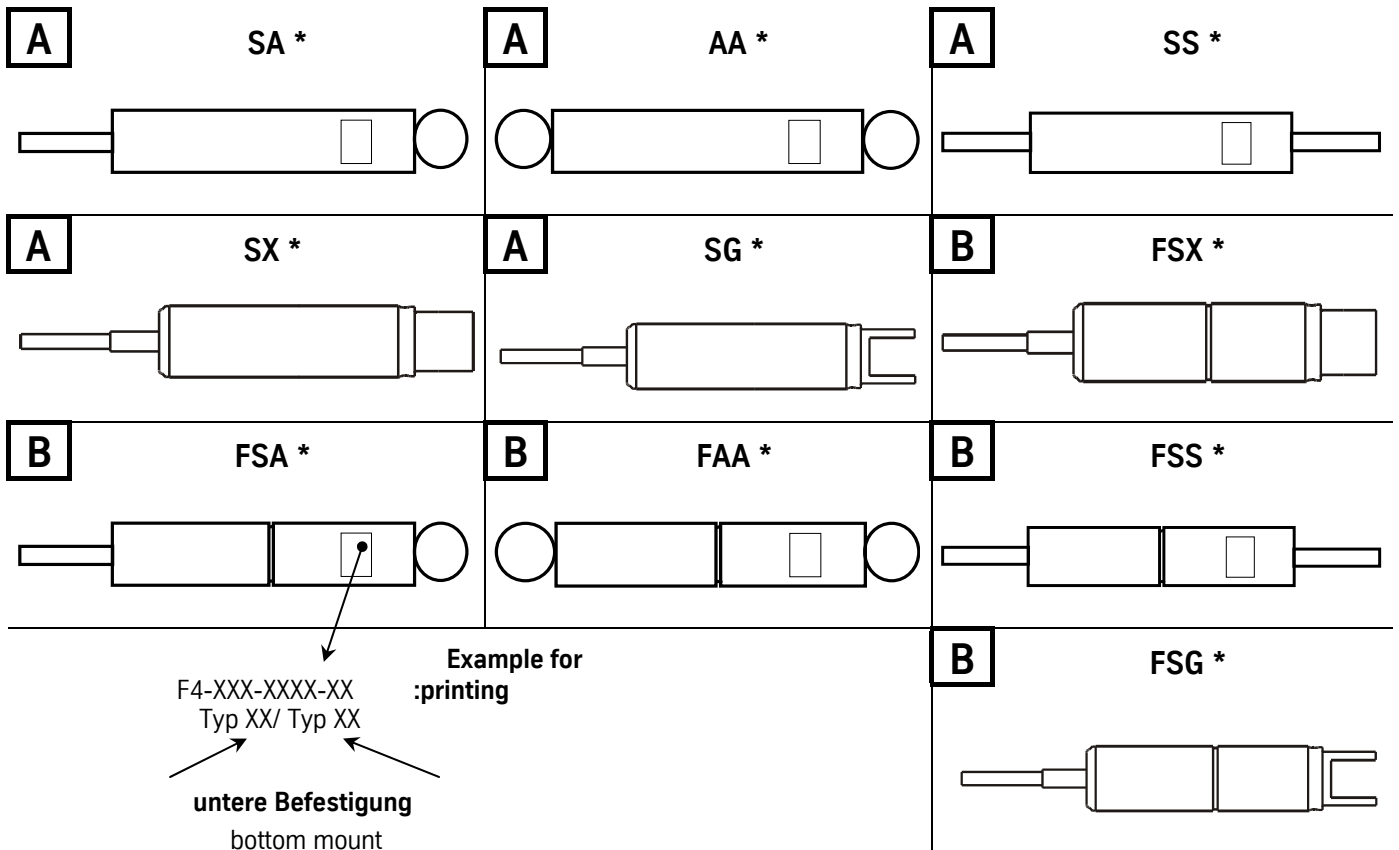 A
SA *
A
AA *
A
SS *
A
SX *
A
SG *
B
FSX *
B
FSA *
B
FAA *
B
FSS *
Example for
:printing
F4-XXX-XXXX-XX
Typ XX/ Typ XX
untere Befestigung
bottom mount
B
FSG *